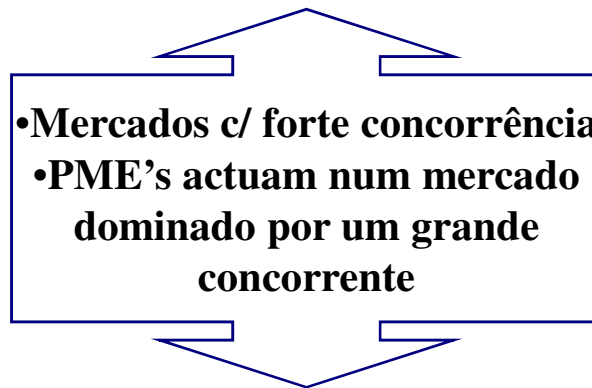 •Mercados c/ forte concorrência
•PME’s actuam num mercado
dominado por um grande
concorrente